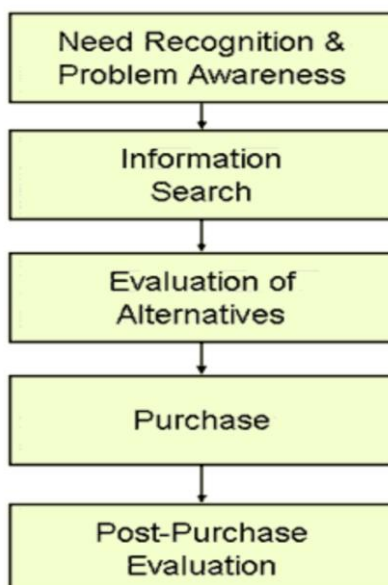 Need Recognition &
Problem Awareness
Information
Search
Evaluation of
Alternatives
Purchase
Post-Purchase
Evaluation